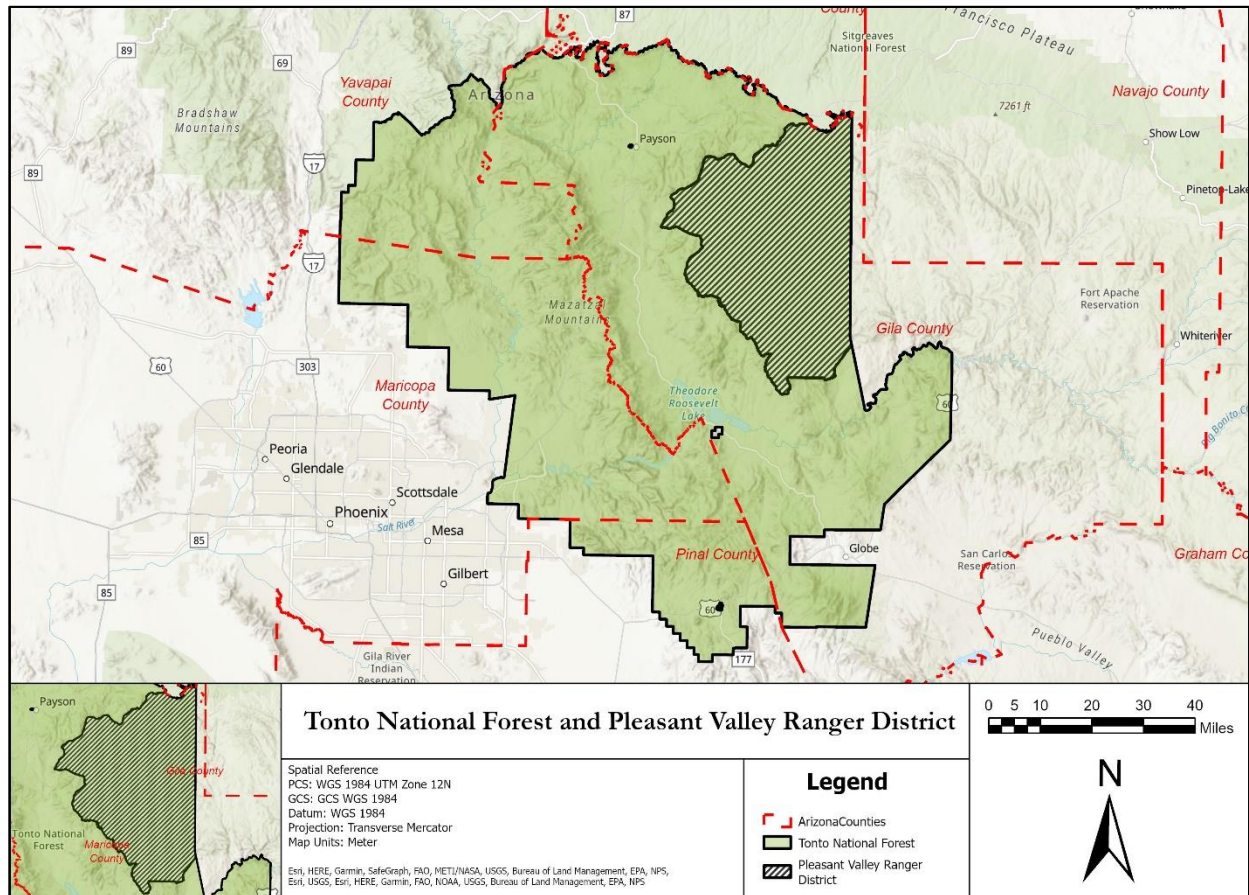 County
Francisco Plateau
87
Sitgreaves
National Forest
89
69
89
Yavapai
County
Arizona
Navajo County
Bradshaw
Mountains
7261 ft
Payson
Show Low
17
89
Pinetop-Lake
17
Mazatzal
Mountains
Fort Apache
Reservation
Gila County
Whiteriver
303
60
Maricopa
County
Theodore
Roosevelt
Lake
60
Big Bonito C
Peoria
Glendale
Scottsdale
Phoenix
Salt River
Mesa
85
Pinal County
Globe
San Carlos
Reservation
Graham Co
Gilbert
85
60
Pueblo Valley
177
Gila River
Indian
Reservation
Payson
Gila County
Tonto National
Forest
Maricopa
County
Tonto National Forest and Pleasant Valley Ranger District
Spatial Reference
PCS: WGS 1984 UTM Zone 12N
GCS: GCS WGS 1984
Datum: WGS 1984
Projection: Transverse Mercator
Map Units: Meter
Esri, HERE, Garmin, SafeGraph, FAO, METI/NASA, USGS, Bureau of Land Management, EPA, NPS,
Esri, USGS, Esri, HERE, Garmin, FAO, NOAA, USGS, Bureau of Land Management, EPA, NPS
Legend
ArizonaCounties
Tonto National Forest
Pleasant Valley Ranger
District
0 5 10 20 30 40
Miles
N